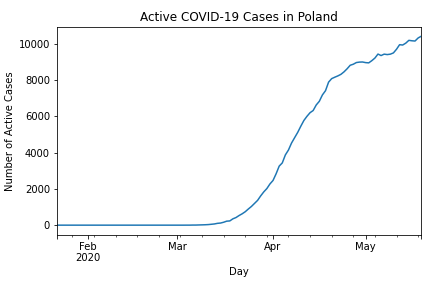 Active COVID-19 Cases in Poland
10000
8000
6000
4000
2000
0
Number of Active Cases
Feb
2020
Mar
Apr
May
Day